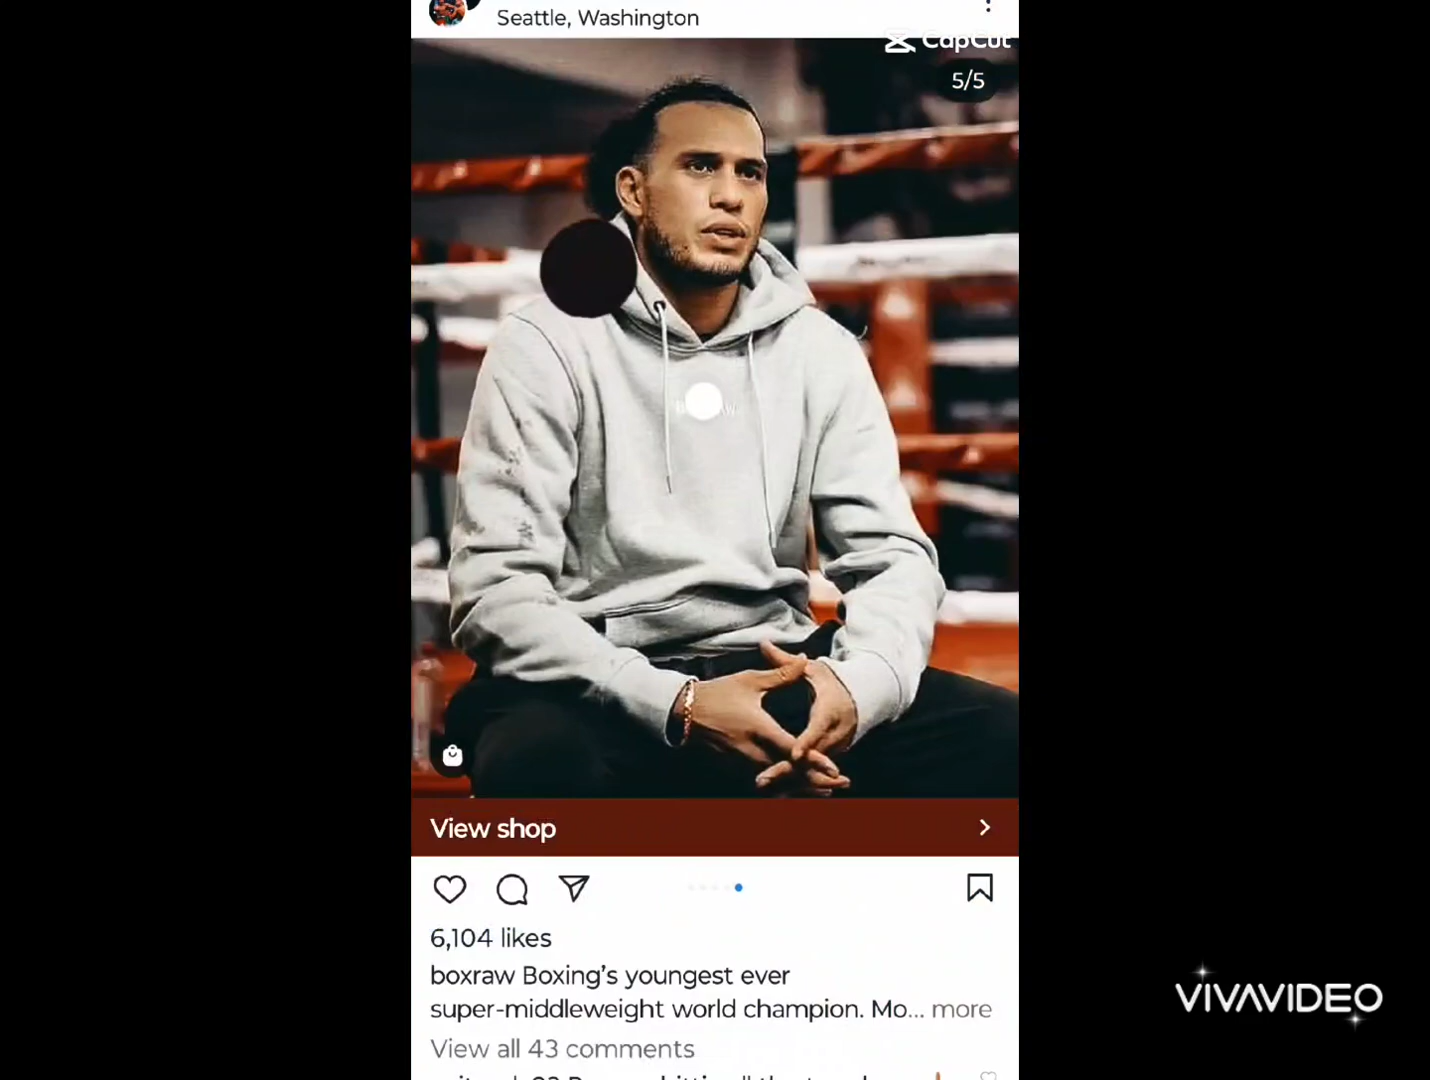 Seattle, Washington
CapCut
5/5
View shop
6,104 likes
boxraw Boxing's youngest ever
super-middleweight world champion. Mo... more
View all 43 comments
VIVAVIDEO